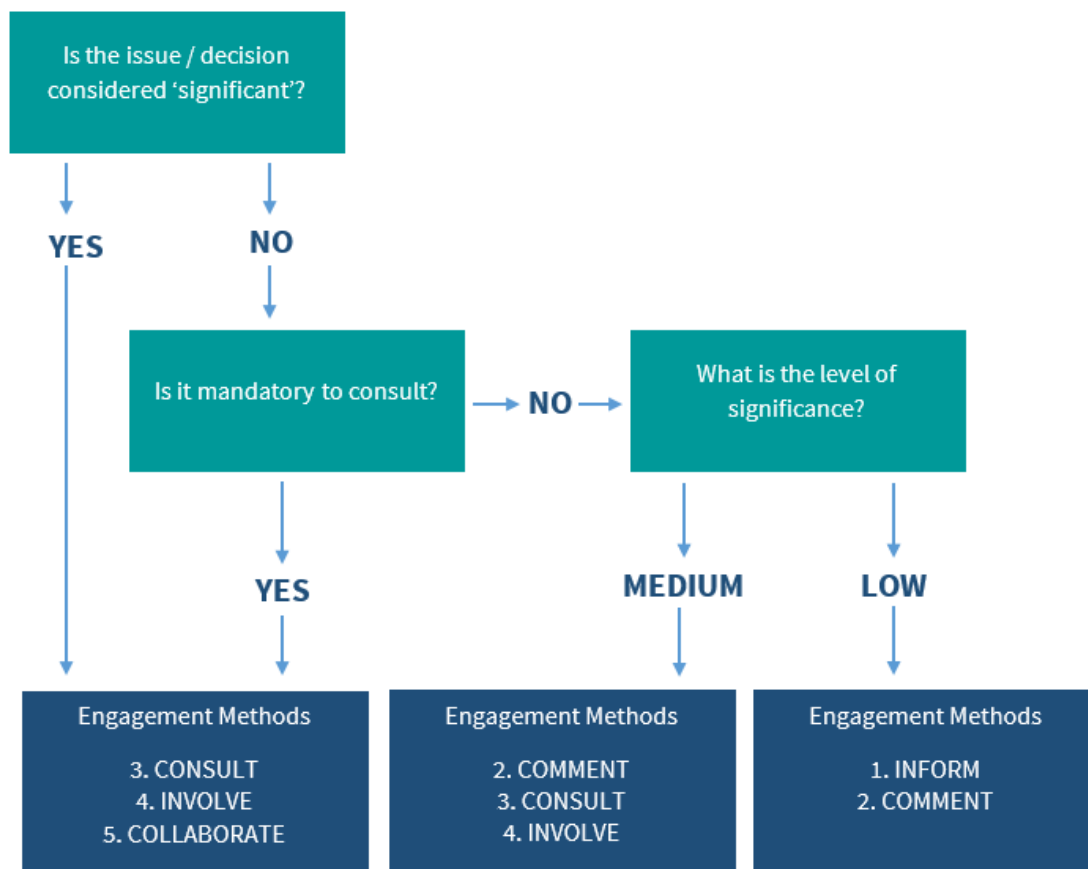 Is the issue / decision
considered ‘significant’?
YES
NO
Is it mandatory to consult?
NO
What is the level of
significance?
YES
MEDIUM
LOW
Engagement Methods
3. CONSULT
4. INVOLVE
5. COLLABORATE
Engagement Methods
2. COMMENT
3. CONSULT
4. INVOLVE
Engagement Methods
1. INFORM
2. COMMENT